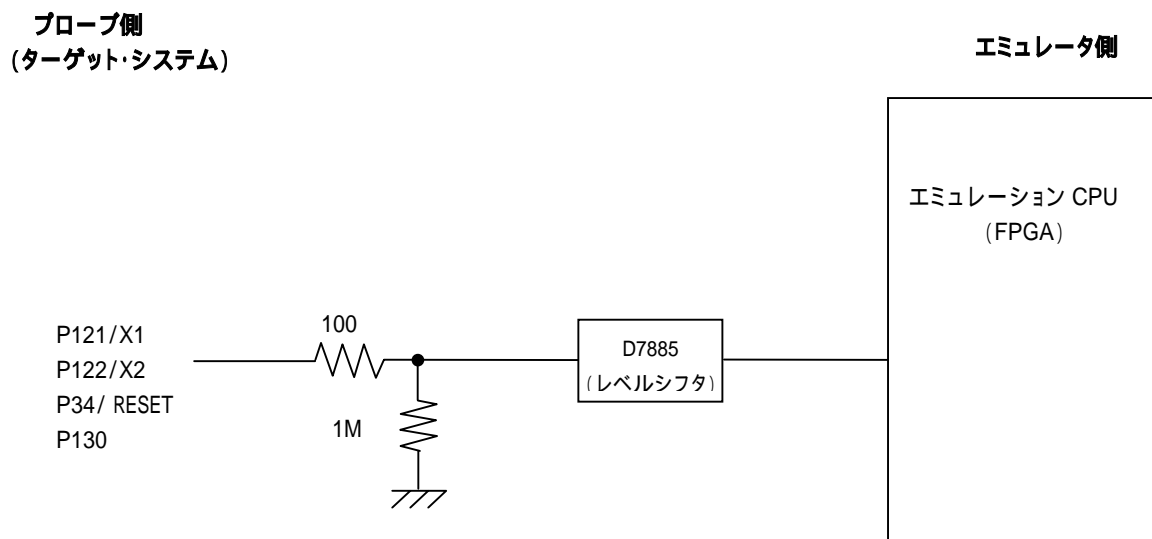 プローブ側
(ターゲット･システム)
エミュレータ側
エミュレーション CPU
(FPGA)
P121/X1
P122/X2
P34/ RESET
P130
100
1M
D7885
(レベルシフタ)